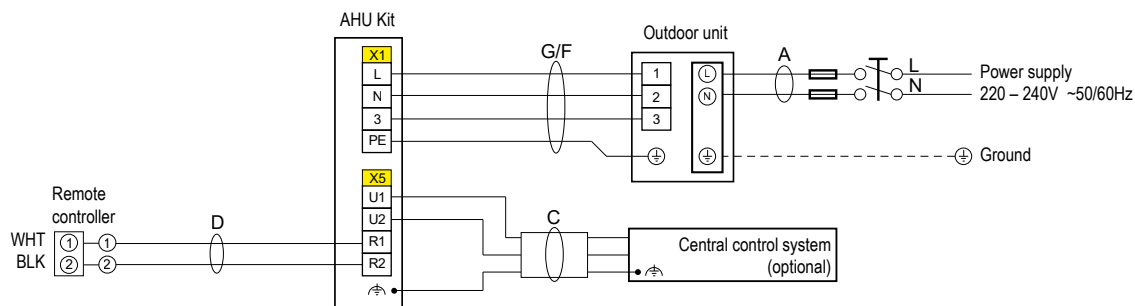 AHU Kit
Outdoor unit
X1
G/F
A
L
L
1
L
Power supply
N
2
N
N
220 – 240V ~50/60Hz
3
3
PE
Ground
X5
Remote
controller
U1
U2
D
C
WHT
1
1
R1
Central control system
(optional)
BLK
2
2
R2